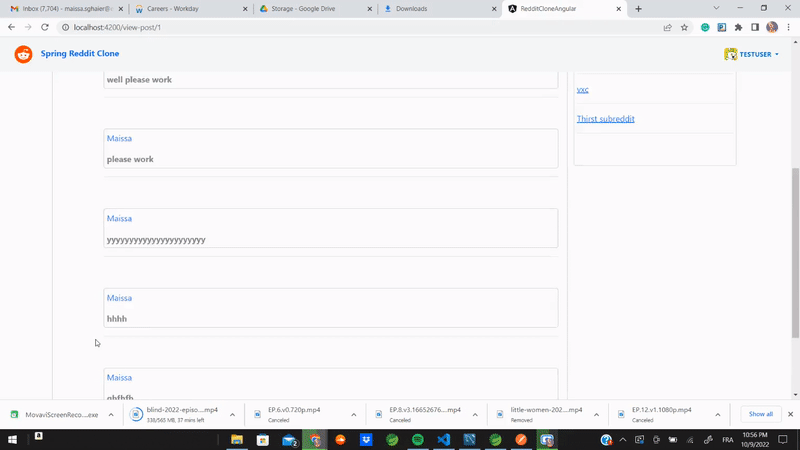 Inbox (7,704) - maissa.sghaier@
Careers - Workday
Storage - Google Drive
Downloads
RedditCloneAngular
localhost:4200/view-post/1
Spring Reddit Clone
TESTUSER
well please work
vxc
Maissa
Thirst subreddit
please work
Maissa
yyyyyyyyyyyyyyyyyyyyyy
Maissa
hhhh
Maissa
MovaviScreenReco....exe
blind-2022-episo....mp4
338/565 MB, 37 mins left
EP.6.v0.720p.mp4
Canceled
EP.8.v3.16652676....mp4
Canceled
little-women-202....mp4
Removed
EP.12.v1.1080p.mp4
Canceled
Show all
FRA
10:56 PM
10/9/2022